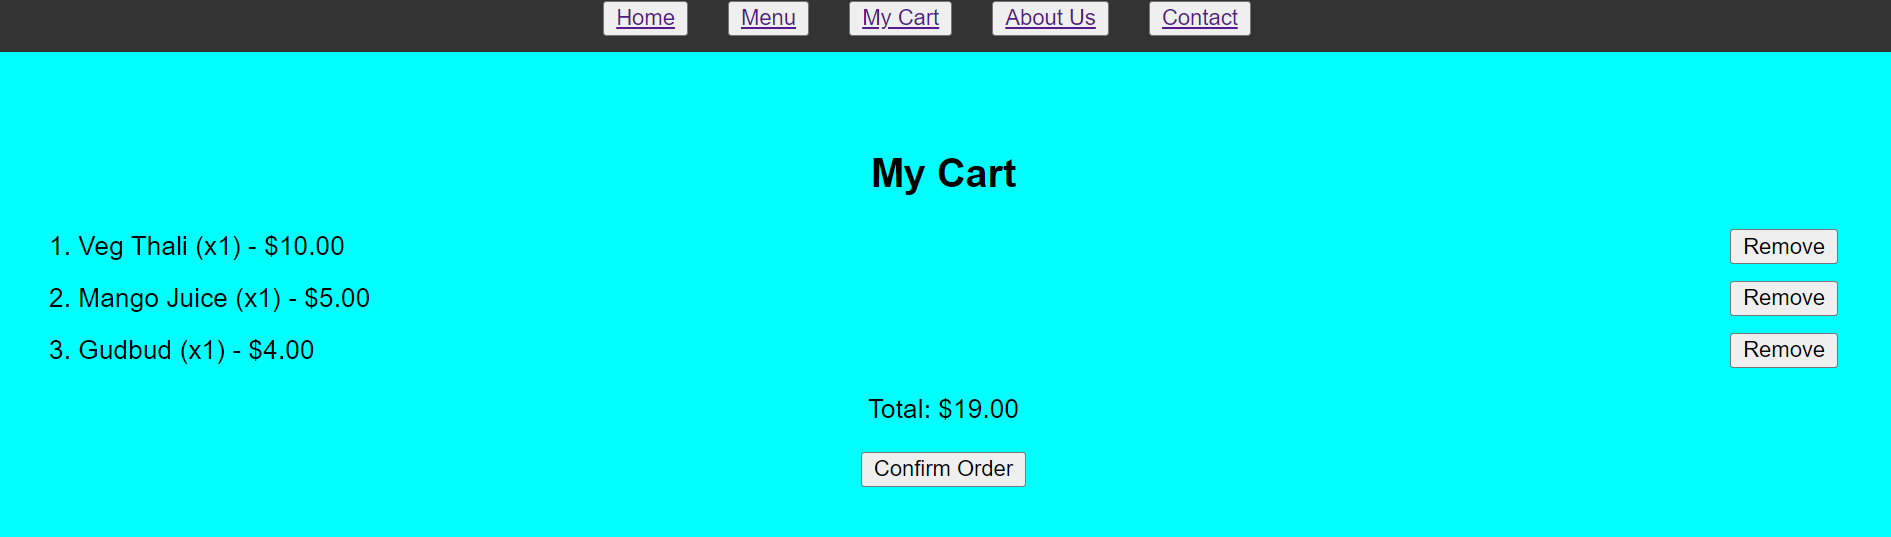 Home Menu My Cart About Us Contact
My Cart
1. Veg Thali (x1) - $10.00 Remove
2. Mango Juice (x1) - $5.00 Remove
3. Gudbud (x1) - $4.00 Remove
Total: $19.00
Confirm Order